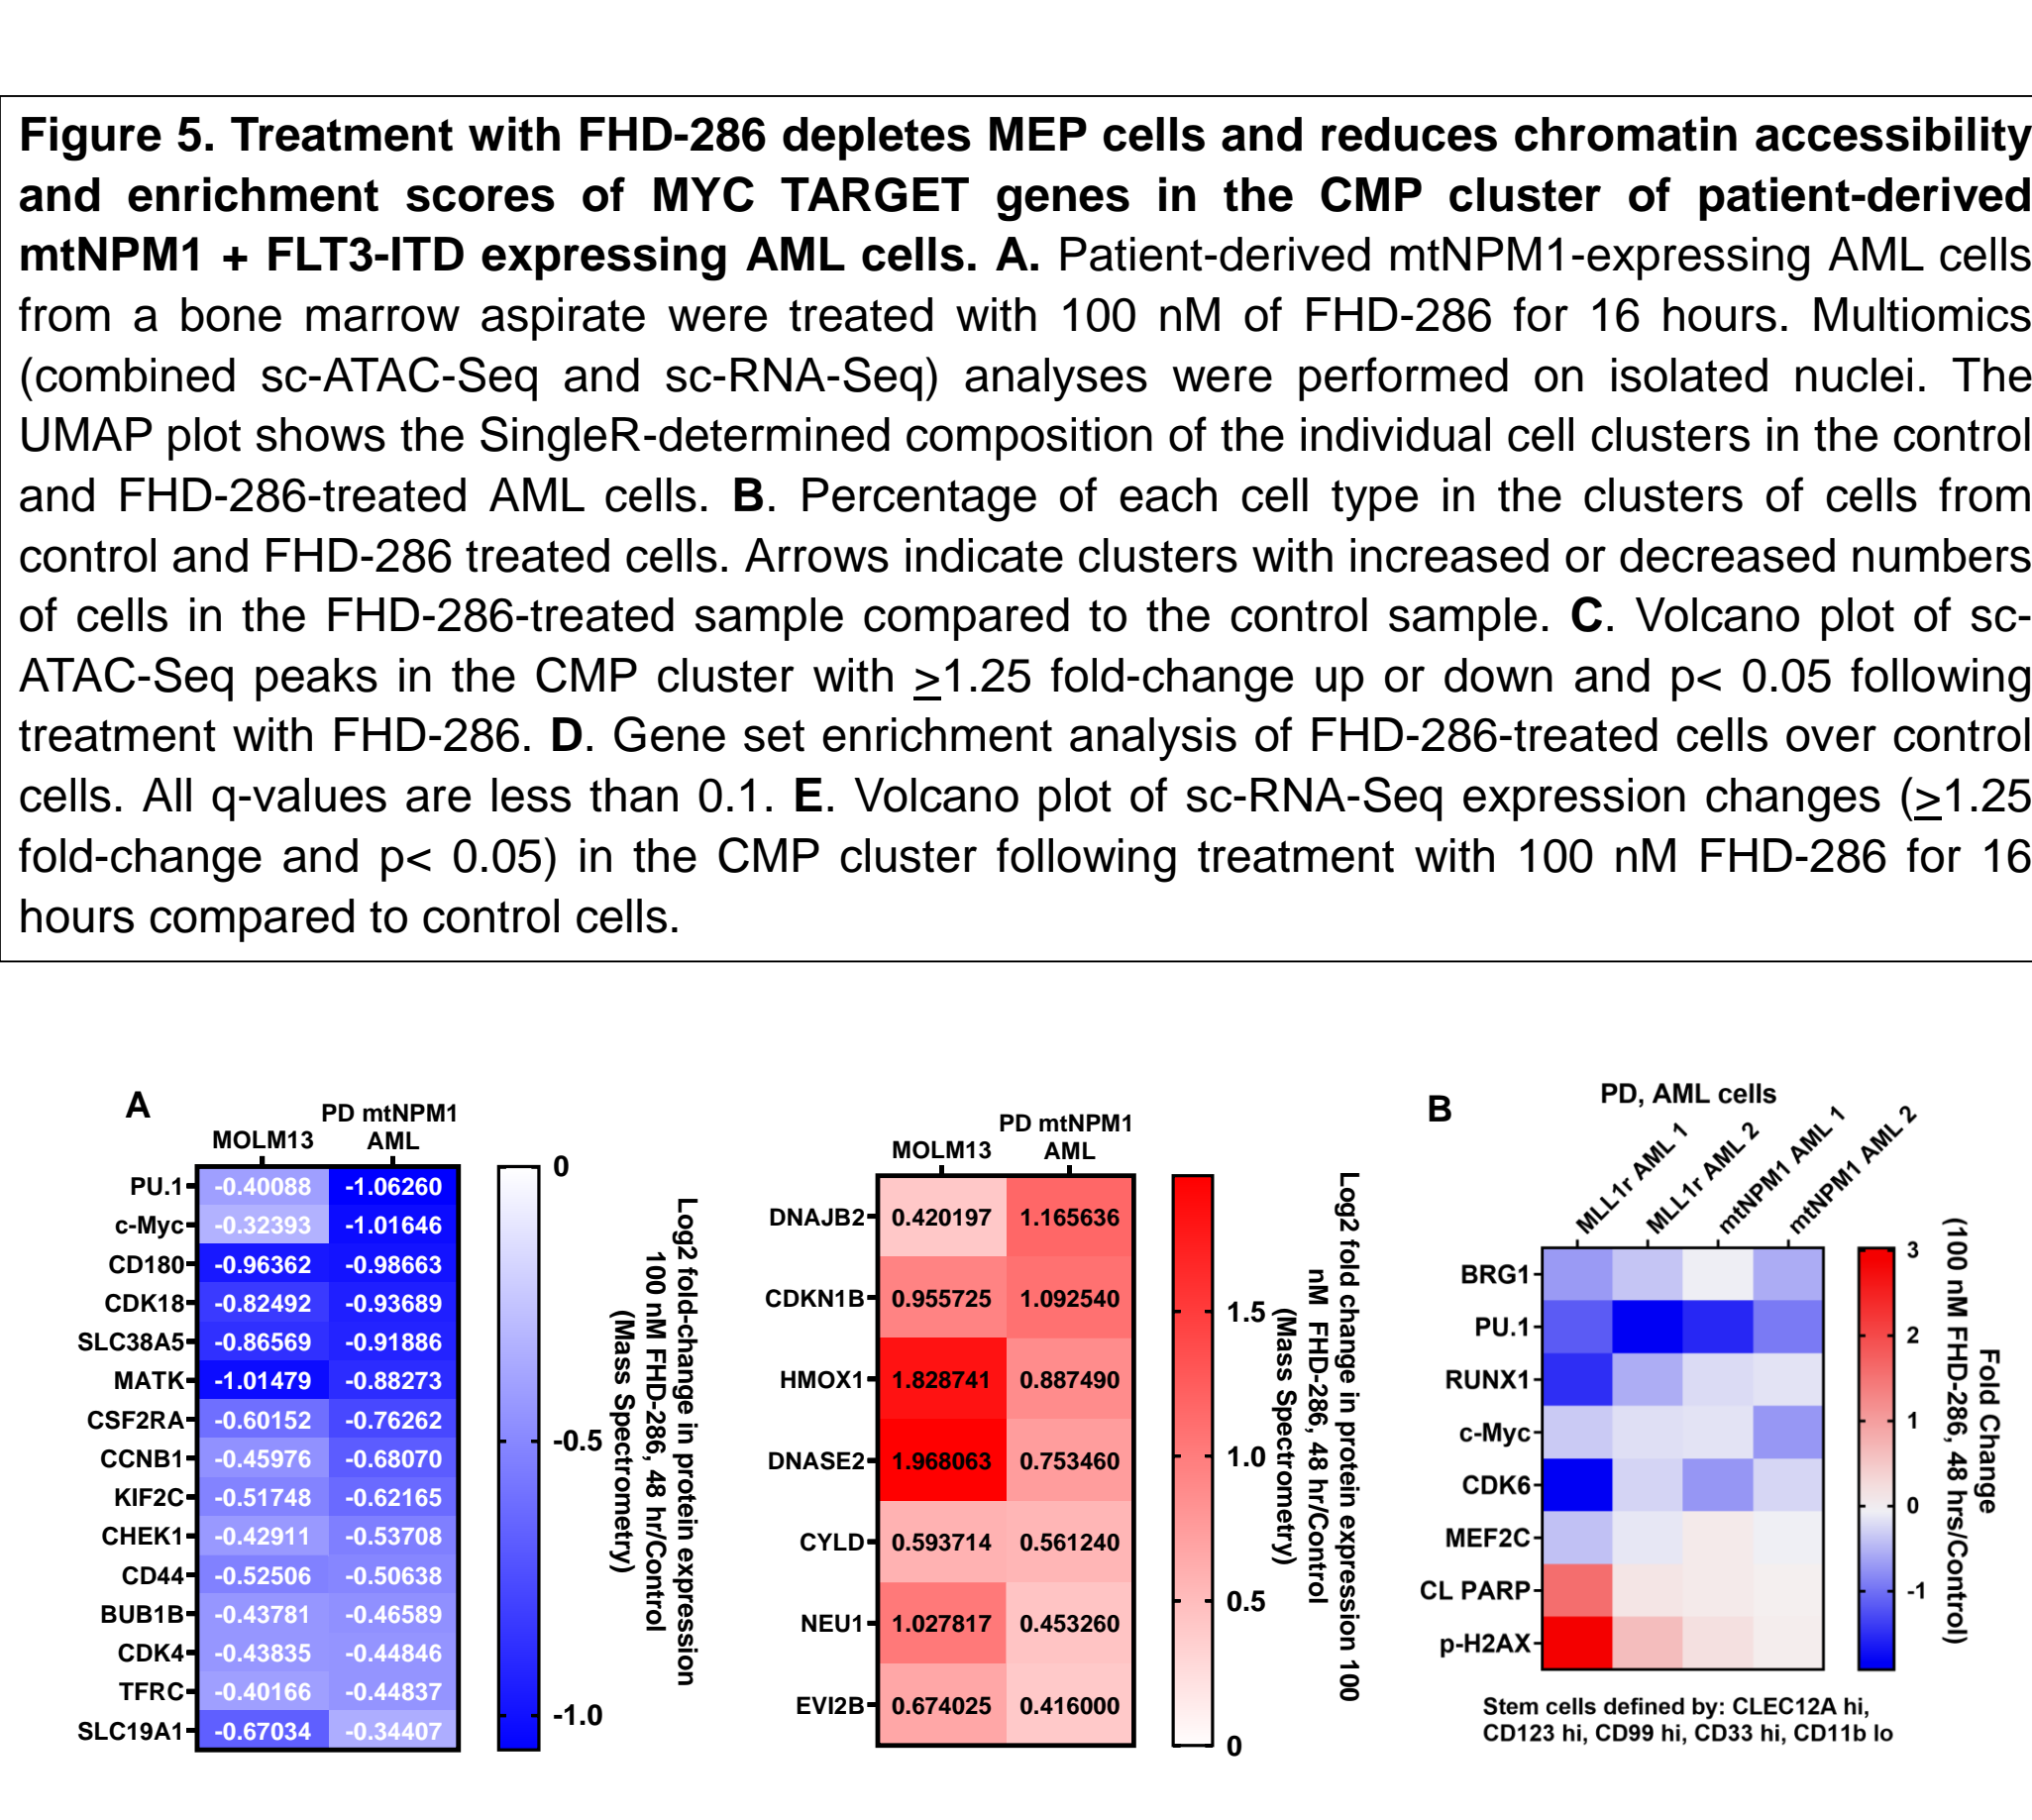 Figure 5. Treatment with FHD-286 depletes MEP cells and reduces chromatin accessibility
and enrichment scores of MYC TARGET genes in the CMP cluster of patient-derived
mtNPM1 + FLT3-ITD expressing AML cells. A. Patient-derived mtNPM1-expressing AML cells
from a bone marrow aspirate were treated with 100 nM of FHD-286 for 16 hours. Multiomics
(combined sc-ATAC-Seq and sc-RNA-Seq) analyses were performed on isolated nuclei. The
UMAP plot shows the SingleR-determined composition of the individual cell clusters in the control
and FHD-286-treated AML cells. B. Percentage of each cell type in the clusters of cells from
control and FHD-286 treated cells. Arrows indicate clusters with increased or decreased numbers
of cells in the FHD-286-treated sample compared to the control sample. C. Volcano plot of sc-
ATAC-Seq peaks in the CMP cluster with >1.25 fold-change up or down and p< 0.05 following
treatment with FHD-286. D. Gene set enrichment analysis of FHD-286-treated cells over control
cells. All q-values are less than 0.1. E. Volcano plot of sc-RNA-Seq expression changes (>1.25
fold-change and p< 0.05) in the CMP cluster following treatment with 100 nM FHD-286 for 16
hours compared to control cells.
A
MOLM13
PD mtNPM1
AML
PU.1 -0.40088 -1.06260
c-Myc -0.32393 -1.01646
CD180 -0.96362 -0.98663
CDK18 -0.82492 -0.93689
SLC38A5 -0.86569 -0.91886
MATK -1.01479 -0.88273
CSF2RA -0.60152 -0.76262
CCNB1 -0.45976 -0.68070
KIF2C -0.51748 -0.62165
CHEK1 -0.42911 -0.53708
CD44 -0.52506 -0.50638
BUB1B -0.43781 -0.46589
CDK4 -0.43835 -0.44846
TFRC -0.40166 -0.44837
SLC19A1 -0.67034 -0.34407
0
-0.5
-1.0
Log2 fold-change in protein expression
100 nM FHD-286, 48 hr/Control
(Mass Spectrometry)
MOLM13
PD mtNPM1
AML
DNAJB2 0.420197 1.165636
CDKN1B 0.955725 1.092540
HMOX1 1.828741 0.887490
DNASE2 1.968063 0.753460
CYLD 0.593714 0.561240
NEU1 1.027817 0.453260
EVI2B 0.674025 0.416000
1.5
1.0
0.5
0
Log2 fold change in protein expression 100
nM FHD-286, 48 hr/Control
(Mass Spectrometry)
B
PD, AML cells
MLL1r AML 1
MLL1r AML 2
mtNPM1 AML 1
mtNPM1 AML 2
BRG1
PU.1
RUNX1
c-Myc
CDK6
MEF2C
CL PARP
p-H2AX
3
2
1
0
-1
Fold Change
(100 nM FHD-286, 48 hrs/Control)
Stem cells defined by: CLEC12A hi,
CD123 hi, CD99 hi, CD33 hi, CD11b lo